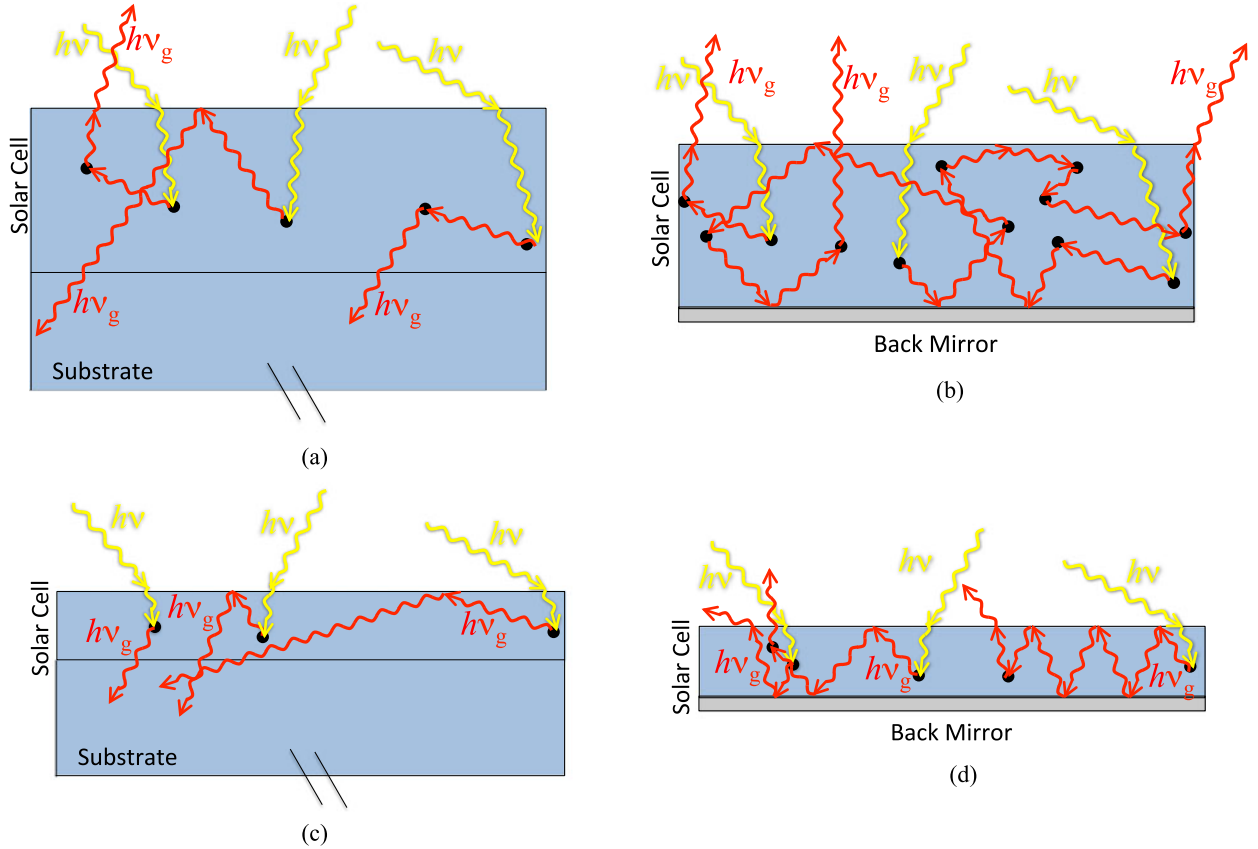 hν
hν
hν
hνg
Solar Cell
hνg
hνg
Substrate
(a)
hν
hν
hν
hνg
hνg
hνg
Solar Cell
Back Mirror
(b)
hν
hν
hν
Solar Cell
hνg
hνg
hνg
Substrate
(c)
hν
hν
hν
Solar Cell
hνg
hνg
hνg
Back Mirror
(d)